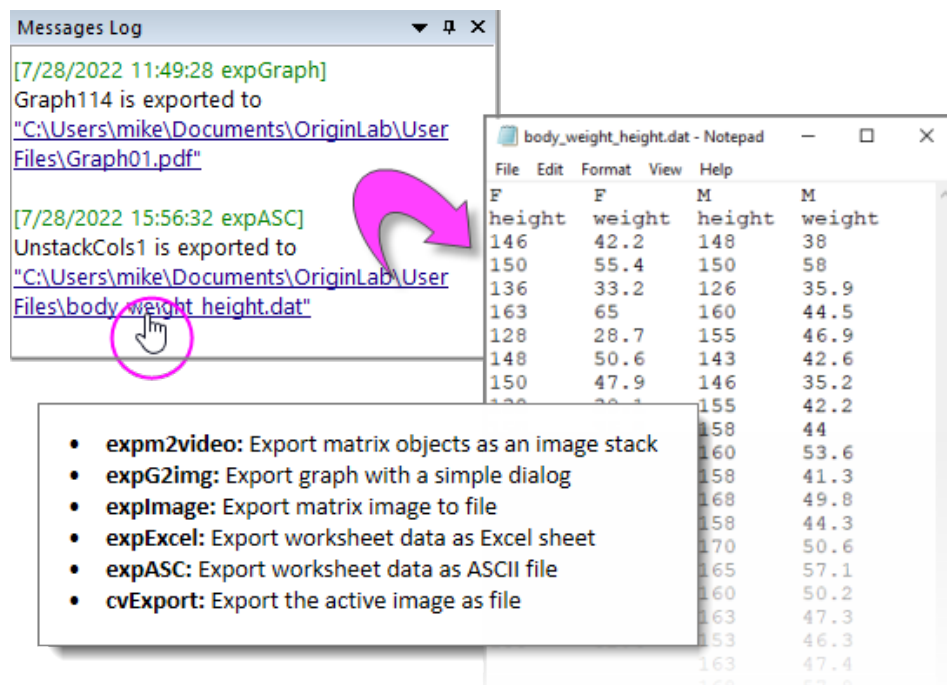 Messages Log
[7/28/2022 11:49:28 expGraph]
Graph114 is exported to
"C:\Users\mike\Documents\OriginLab\User
Files\Graph01.pdf"
[7/28/2022 15:56:32 expASC]
UnstackCols1 is exported to
"C:\Users\mike\Documents\OriginLab\User
Files\body_weight_height.dat"
body_weight_height.dat - Notepad
File Edit Format View Help
F F M M
height weight height weight
146 42.2 148 38
150 55.4 150 58
136 33.2 126 35.9
163 65 160 44.5
128 28.7 155 46.9
148 50.6 143 42.6
150 47.9 146 35.2
155 42.2
158 44
160 53.6
158 41.3
168 49.8
158 44.3
170 50.6
165 57.1
160 50.2
163 47.3
153 46.3
163 47.4
• expm2video: Export matrix objects as an image stack
• expG2img: Export graph with a simple dialog
• expImage: Export matrix image to file
• expExcel: Export worksheet data as Excel sheet
• expASC: Export worksheet data as ASCII file
• cvExport: Export the active image as file